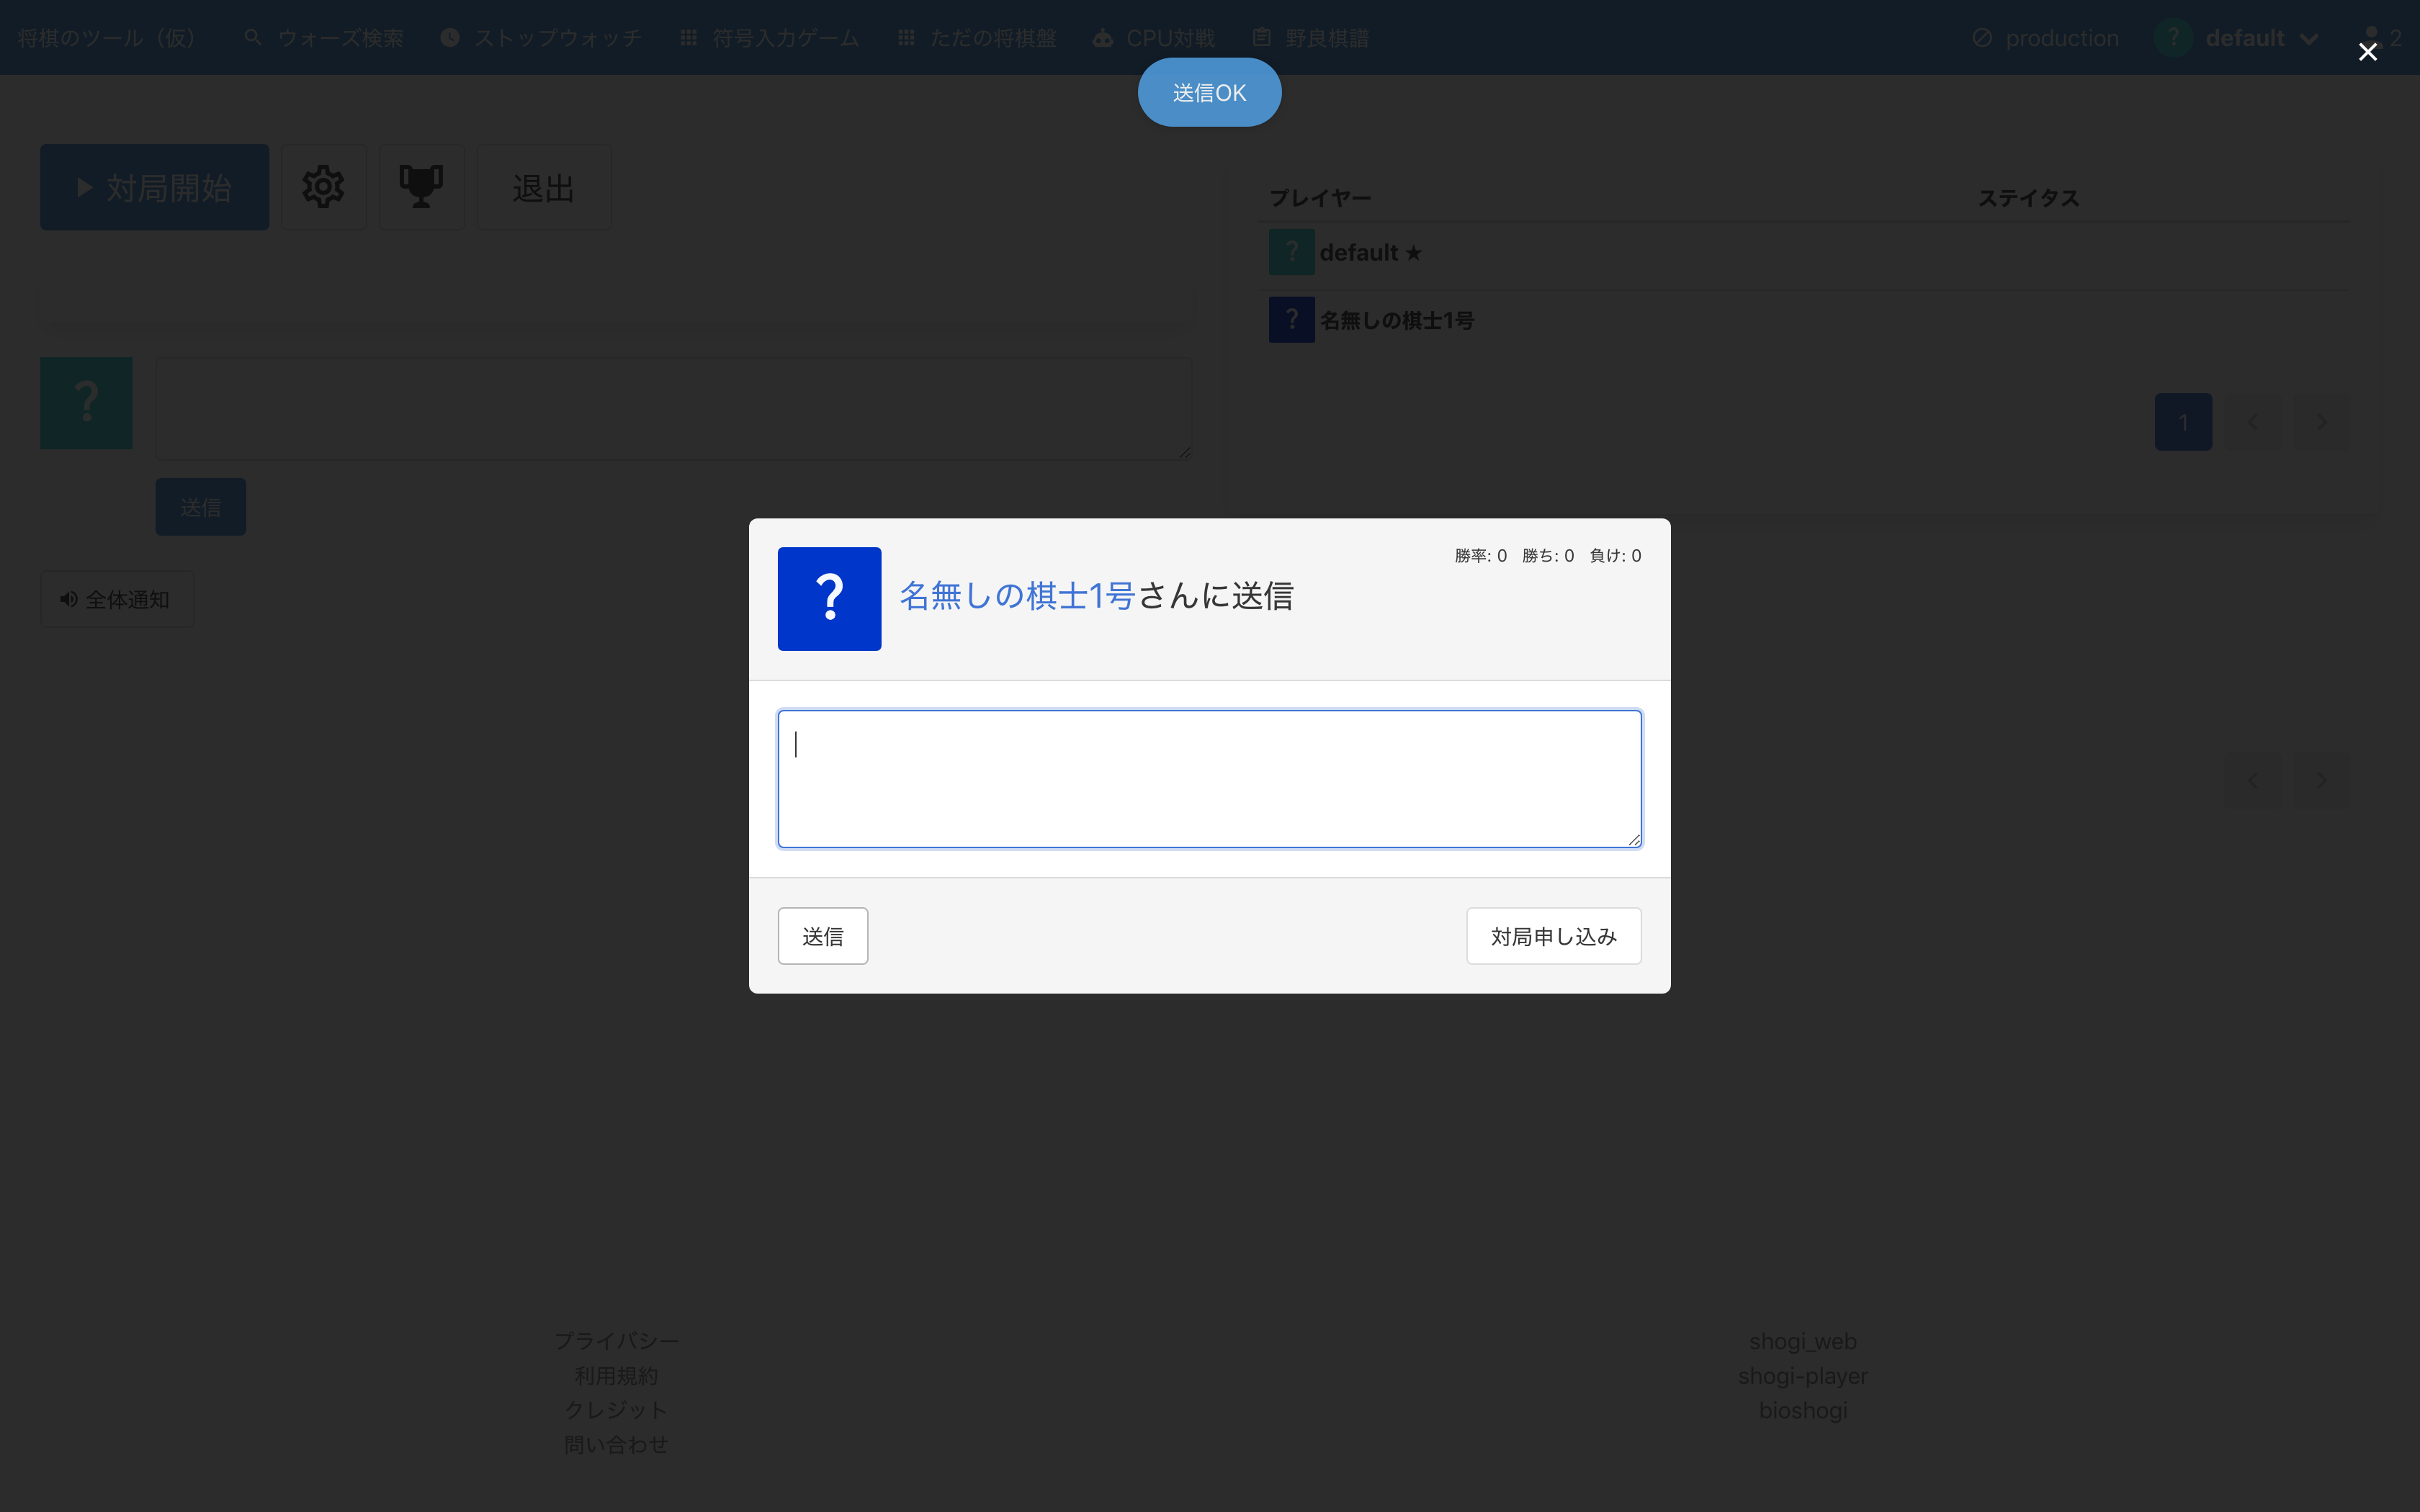 将棋のツール（仮） ウォーズ検索 ストップウォッチ 符号入力ゲーム ただの将棋盤 CPU対戦 野良棋譜 production ? default 2
送信OK
対局開始 退出
プレイヤー ステイタス
? default ★
? 名無しの棋士1号
?
1
送信
全体通知
勝率: 0 勝ち: 0 負け: 0
? 名無しの棋士1号さんに送信
送信 対局申し込み
プライバシー
利用規約
クレジット
問い合わせ
shogi_web
shogi-player
bioshogi